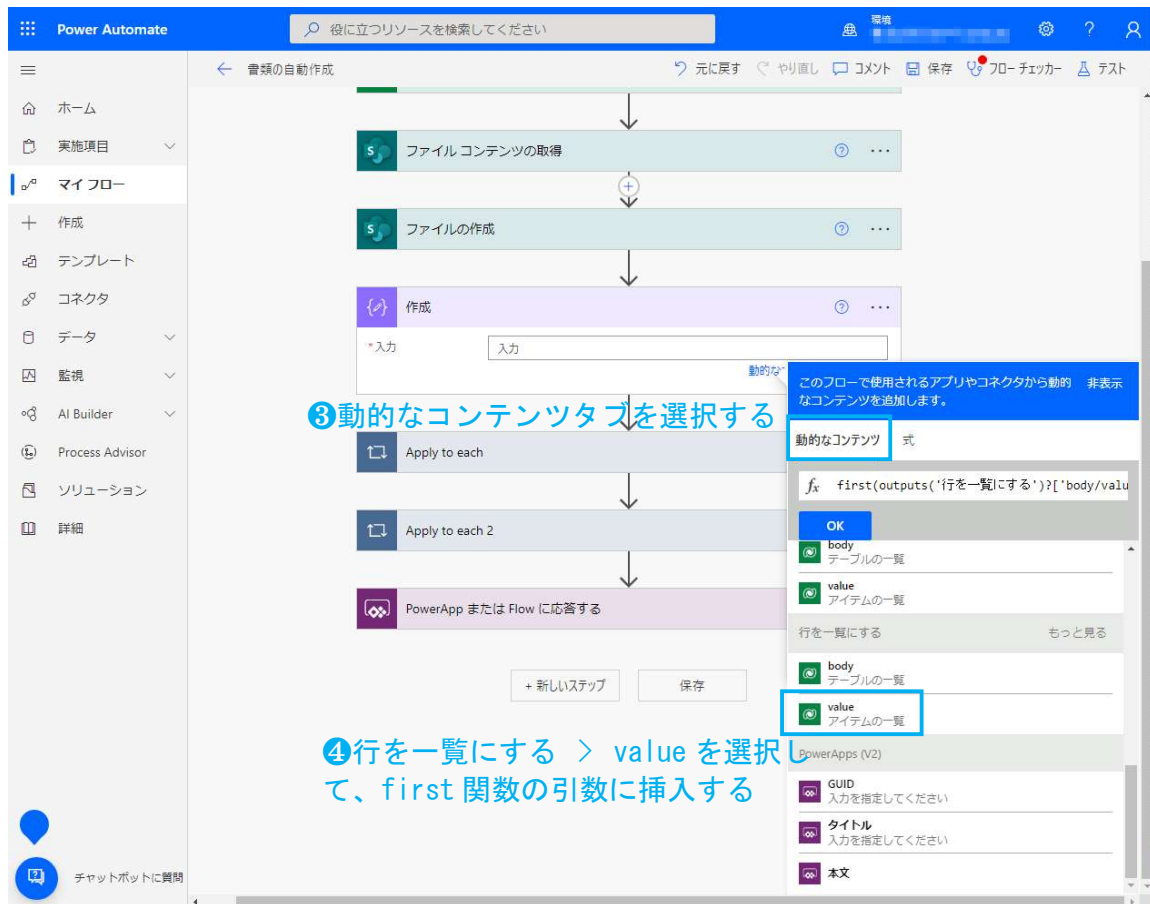 Power Automate
役に立つリソースを検索してください
環境
書類の自動作成
元に戻す
やり直し
コメント
保存
フロー チェッカー
テスト
ホーム
実施項目
マイ フロー
作成
テンプレート
コネクタ
データ
監視
AI Builder
Process Advisor
ソリューション
詳細
チャットボットに質問
ファイル コンテンツの取得
ファイルの作成
作成
*入力
入力
動的な
❸動的なコンテンツタブを選択する
Apply to each
Apply to each 2
PowerApp または Flow に応答する
+ 新しいステップ
保存
❹行を一覧にする > value を選択し
て、first 関数の引数に挿入する
このフローで使用されるアプリやコネクタから動的
なコンテンツを追加します。
非表示
動的なコンテンツ
式
fx first(outputs('行を一覧にする')?['body/valu
OK
body
テーブルの一覧
value
アイテムの一覧
行を一覧にする
もっと見る
body
テーブルの一覧
value
アイテムの一覧
PowerApps (V2)
GUID
入力を指定してください
タイトル
入力を指定してください
本文